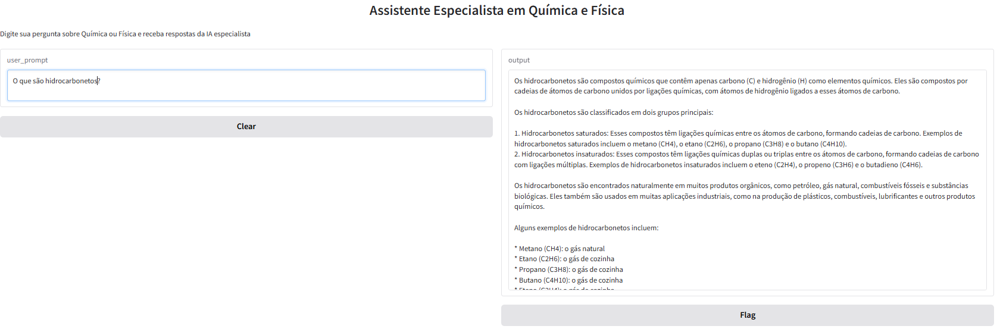 Assistente Especialista em Química e Física
Digite sua pergunta sobre Química ou Física e receba respostas da IA especialista
user_prompt
O que são hidrocarbonetos?
Clear
output
Os hidrocarbonetos são compostos químicos que contêm apenas carbono (C) e hidrogênio (H) como elementos químicos. Eles são compostos por
cadeias de átomos de carbono unidos por ligações químicas, com átomos de hidrogênio ligados a esses átomos de carbono.
Os hidrocarbonetos são classificados em dois grupos principais:
1. Hidrocarbonetos saturados: Esses compostos têm ligações químicas entre os átomos de carbono, formando cadeias de carbono. Exemplos de
hidrocarbonetos saturados incluem o metano (CH4), o etano (C2H6), o propano (C3H8) e o butano (C4H10).
2. Hidrocarbonetos insaturados: Esses compostos têm ligações químicas duplas ou triplas entre os átomos de carbono, formando cadeias de carbono
com ligações múltiplas. Exemplos de hidrocarbonetos insaturados incluem o eteno (C2H4), o propeno (C3H6) e o butadieno (C4H6).
Os hidrocarbonetos são encontrados naturalmente em muitos produtos orgânicos, como petróleo, gás natural, combustíveis fósseis e substâncias
biológicas. Eles também são usados em muitas aplicações industriais, como na produção de plásticos, combustíveis, lubrificantes e outros produtos
químicos.
Alguns exemplos de hidrocarbonetos incluem:
* Metano (CH4): o gás natural
* Etano (C2H6): o gás de cozinha
* Propano (C3H8): o gás de cozinha
* Butano (C4H10): o gás de cozinha
Flag